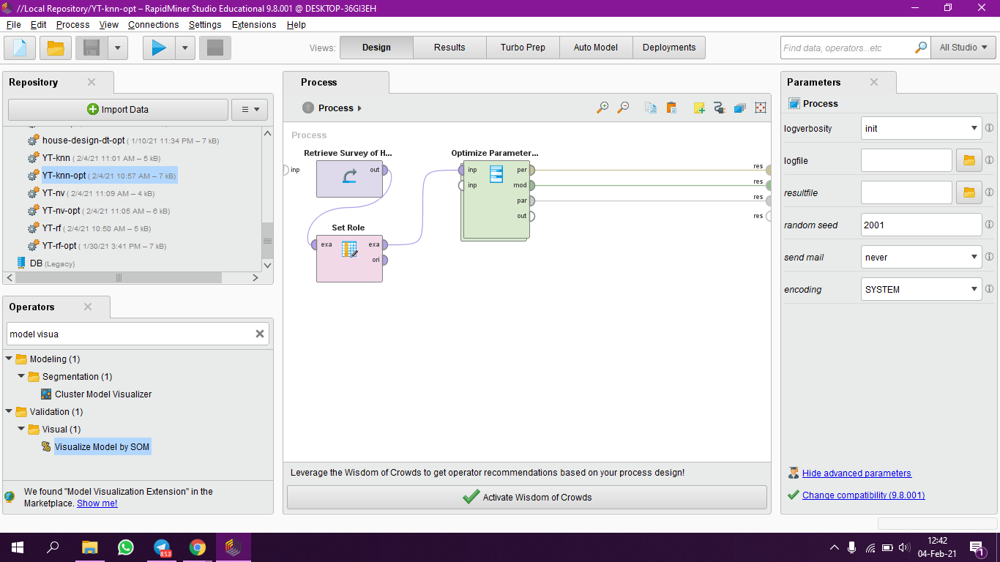 //Local Repository/YT-knn-opt – RapidMiner Studio Educational 9.8.001 @ DESKTOP-36GI3EH
File Edit Process View Connections Settings Extensions Help
Views: Design Results Turbo Prep Auto Model Deployments
Find data, operators...etc
All Studio
Repository
Import Data
house-design-dt-opt ( 1/10/21 11:34 PM – 7 kB)
YT-knn ( 2/4/21 11:01 AM – 5 kB)
YT-knn-opt ( 2/4/21 10:57 AM – 7 kB)
YT-nv ( 2/4/21 11:09 AM – 4 kB)
YT-nv-opt ( 2/4/21 11:05 AM – 6 kB)
YT-rf ( 2/4/21 10:50 AM – 5 kB)
YT-rf-opt ( 1/30/21 3:41 PM – 7 kB)
DB (Legacy)
Operators
model visua
Modeling (1)
Segmentation (1)
Cluster Model Visualizer
Validation (1)
Visual (1)
Visualize Model by SOM
We found "Model Visualization Extension" in the
Marketplace. Show me!
Process
Process
Process
inp
Retrieve Survey of H...
out
Set Role
exa exa
ori
Optimize Parameter...
inp per
inp mod
par
out
res
res
res
res
Leverage the Wisdom of Crowds to get operator recommendations based on your process design!
Activate Wisdom of Crowds
Parameters
Process
logverbosity init
logfile
resultfile
random seed 2001
send mail never
encoding SYSTEM
Hide advanced parameters
Change compatibility (9.8.001)
853
12:42
04-Feb-21
1